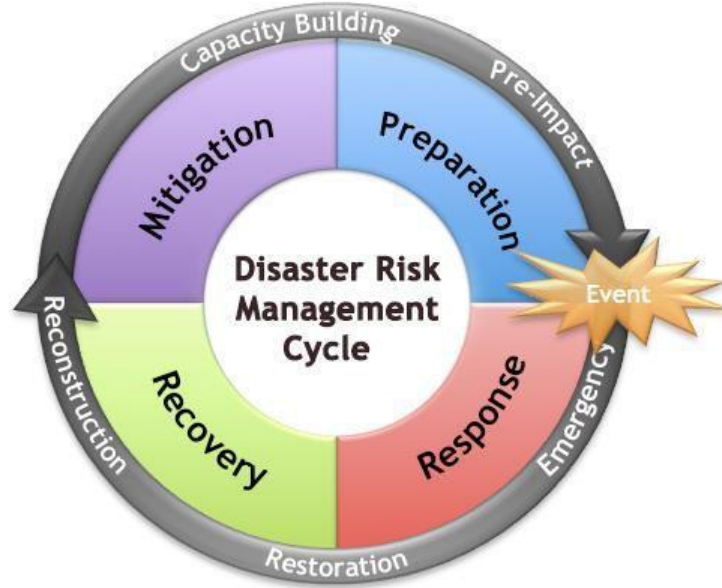 Capacity Building
Pre-Impact
Mitigation
Preparation
Disaster Risk
Management
Cycle
Event
Reconstruction
Recovery
Response
Emergency
Restoration